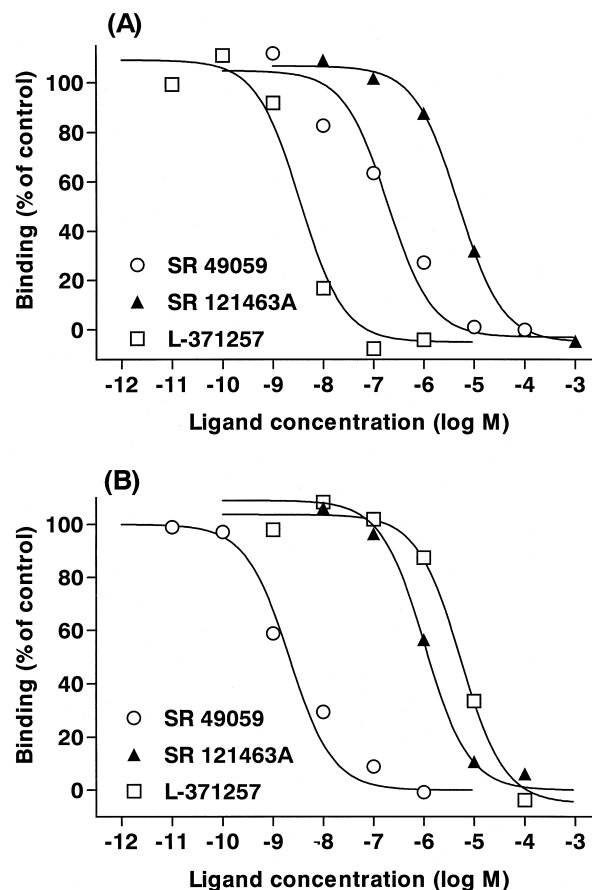 (A)
Binding (% of control)
100
80
60
40
20
0
SR 49059
SR 121463A
L-371257
-12 -11 -10 -9 -8 -7 -6 -5 -4 -3
Ligand concentration (log M)
(B)
Binding (% of control)
100
80
60
40
20
0
SR 49059
SR 121463A
L-371257
-12 -11 -10 -9 -8 -7 -6 -5 -4 -3
Ligand concentration (log M)